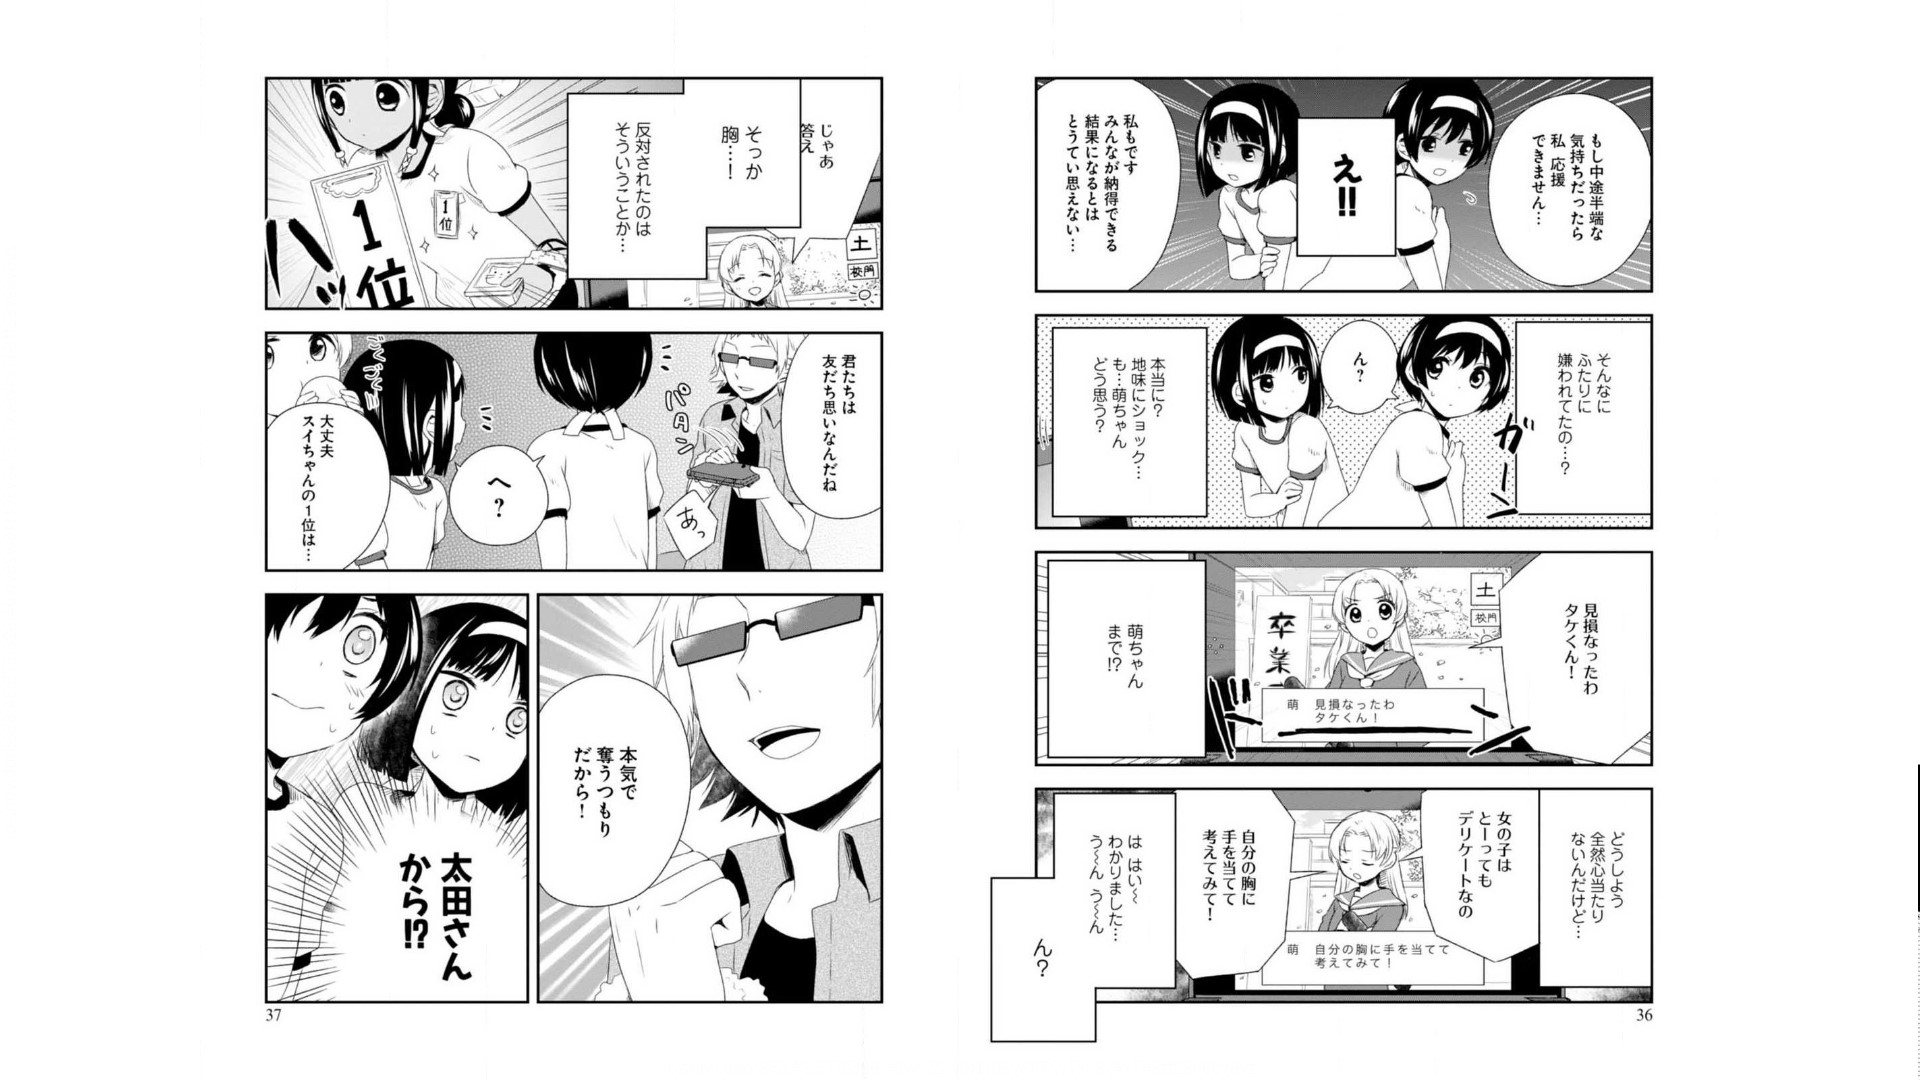 もし中途半端な
気持ちだったら
私 応援
できません…
え!!
私もです
みんなが納得できる
結果になるとは
とうてい思えない…
そんなに
ふたりに
嫌われてたの…?
ガーン
ん?
本当に?
地味にショック…
も…萌ちゃん
どう思う?
見損なったわ
タケくん!
土
校門
卒業
萌 見損なったわ
タケくん!
ドーン
萌ちゃん
まで!?
どうしよう
全然心当たり
ないんだけど…
女の子は
とーっても
デリケートなの
自分の胸に
手を当てて
考えてみて!
萌 自分の胸に手を当てて
考えてみて!
は はい〜
わかりました…
う〜ん う〜ん
ん?
36
じゃあ
答え
土
校門
そっか
胸…!
反対されたのは
そういうことか…
1位
1位
バッ
君たちは
友だち思いなんだね
パタン
あっ
へ?
ごくごく
大丈夫
スイちゃんの1位は…
本気で
奪うつもり
だから!
太田さん
から!?
37